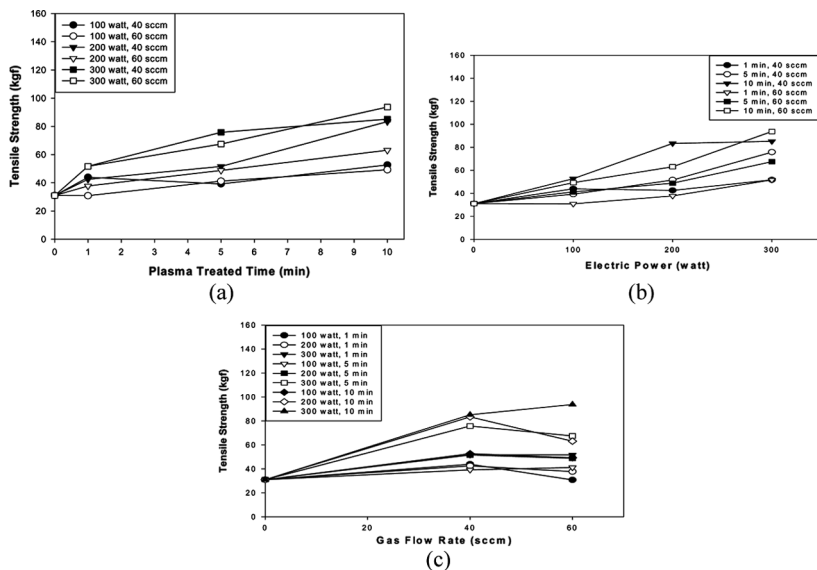 160
140
120
100
80
60
40
20
0
Tensile Strength (kgf)
100 watt, 40 sccm
100 watt, 60 sccm
200 watt, 40 sccm
200 watt, 60 sccm
300 watt, 40 sccm
300 watt, 60 sccm
0 1 2 3 4 5 6 7 8 9 10
Plasma Treated Time (min)
(a)
160
140
120
100
80
60
40
20
0
Tensile Strength (kgf)
1 min, 40 sccm
5 min, 40 sccm
10 min, 40 sccm
1 min, 60 sccm
5 min, 60 sccm
10 min, 60 sccm
0 100 200 300
Electric Power (watt)
(b)
160
140
120
100
80
60
40
20
0
Tensile Strength (kgf)
100 watt, 1 min
200 watt, 1 min
300 watt, 1 min
100 watt, 5 min
200 watt, 5 min
300 watt, 5 min
100 watt, 10 min
200 watt, 10 min
300 watt, 10 min
0 20 40 60
Gas Flow Rate (sccm)
(c)